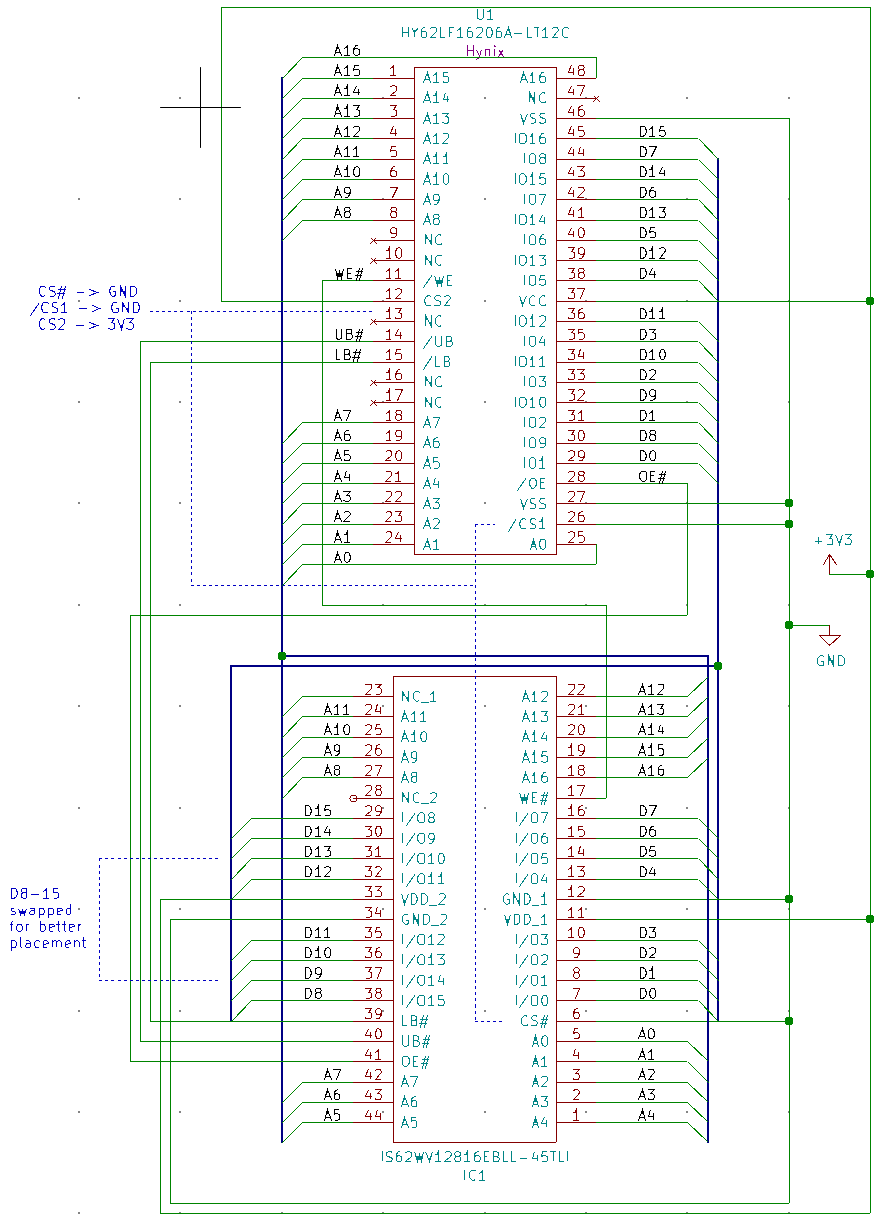 U1
HY62LF16206A-LT12C
Hynix
A16
A15 1 A15 A16 48
A14 2 A14 NC 47
A13 3 A13 VSS 46
A12 4 A12 IO16 45 D15
A11 5 A11 IO8 44 D7
A10 6 A10 IO15 43 D14
A9 7 A9 IO7 42 D6
A8 8 A8 IO14 41 D13
9 NC IO6 40 D5
10 NC IO13 39 D12
WE# 11 /WE IO5 38 D4
CS# -> GND
/CS1 -> GND
CS2 -> 3V3
12 CS2 VCC 37
13 NC IO12 36 D11
UB# 14 /UB IO4 35 D3
LB# 15 /LB IO11 34 D10
16 NC IO3 33 D2
17 NC IO10 32 D9
A7 18 A7 IO2 31 D1
A6 19 A6 IO9 30 D8
A5 20 A5 IO1 29 D0
A4 21 A4 /OE 28 OE#
A3 22 A3 VSS 27
A2 23 A2 /CS1 26
A1 24 A1 A0 25
A0
+3V3
GND
23 NC_1 A12 22 A12
A11 24 A11 A13 21 A13
A10 25 A10 A14 20 A14
A9 26 A9 A15 19 A15
A8 27 A8 A16 18 A16
28 NC_2 WE# 17
D15 29 I/O8 I/O7 16 D7
D14 30 I/O9 I/O6 15 D6
D13 31 I/O10 I/O5 14 D5
D12 32 I/O11 I/O4 13 D4
33 VDD_2 GND_1 12
34 GND_2 VDD_1 11
D8-15
swapped
for better
placement
D11 35 I/O12 I/O3 10 D3
D10 36 I/O13 I/O2 9 D2
D9 37 I/O14 I/O1 8 D1
D8 38 I/O15 I/O0 7 D0
39 LB# CS# 6
40 UB# A0 5 A0
41 OE# A1 4 A1
A7 42 A7 A2 3 A2
A6 43 A6 A3 2 A3
A5 44 A5 A4 1 A4
IS62WV12816EBLL-45TLI
IC1